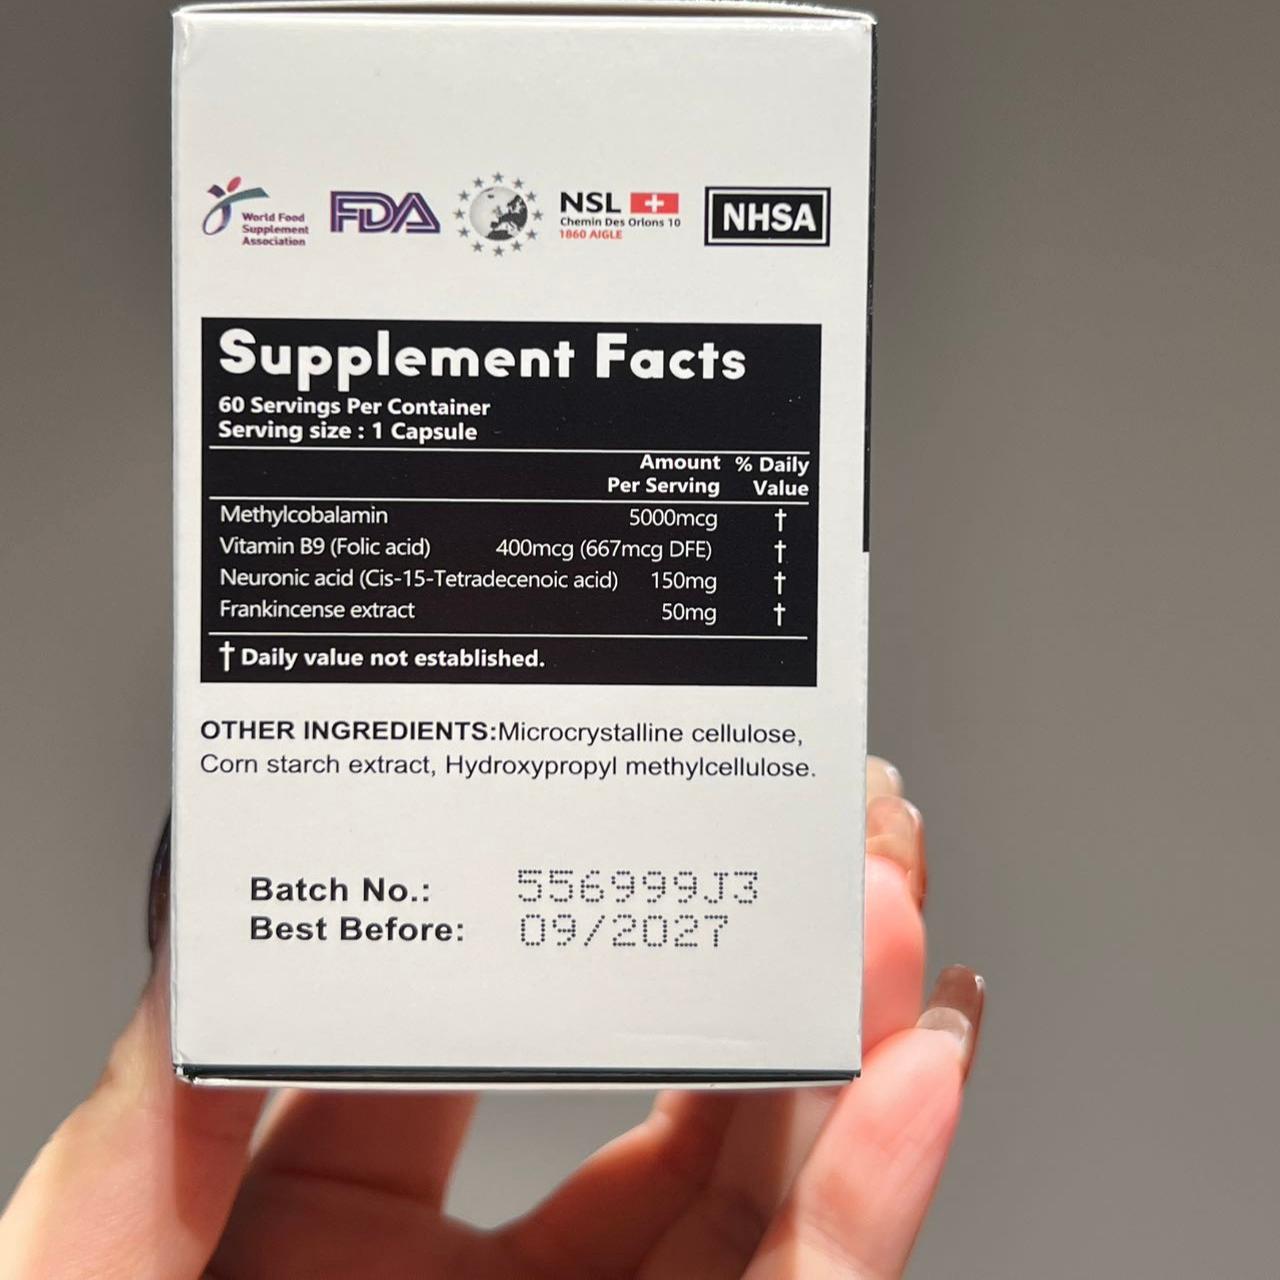 World Food
Supplement
Association
FDA
NSL
Chemin Des Orlons 10
1860 AIGLE
NHSA
Supplement Facts
60 Servings Per Container
Serving size : 1 Capsule
Amount Per Serving % Daily Value
Methylcobalamin 5000mcg †
Vitamin B9 (Folic acid) 400mcg (667mcg DFE) †
Neuronic acid (Cis-15-Tetradecenoic acid) 150mg †
Frankincense extract 50mg †
† Daily value not established.
OTHER INGREDIENTS:Microcrystalline cellulose,
Corn starch extract, Hydroxypropyl methylcellulose.
Batch No.: 556999J3
Best Before: 09/2027